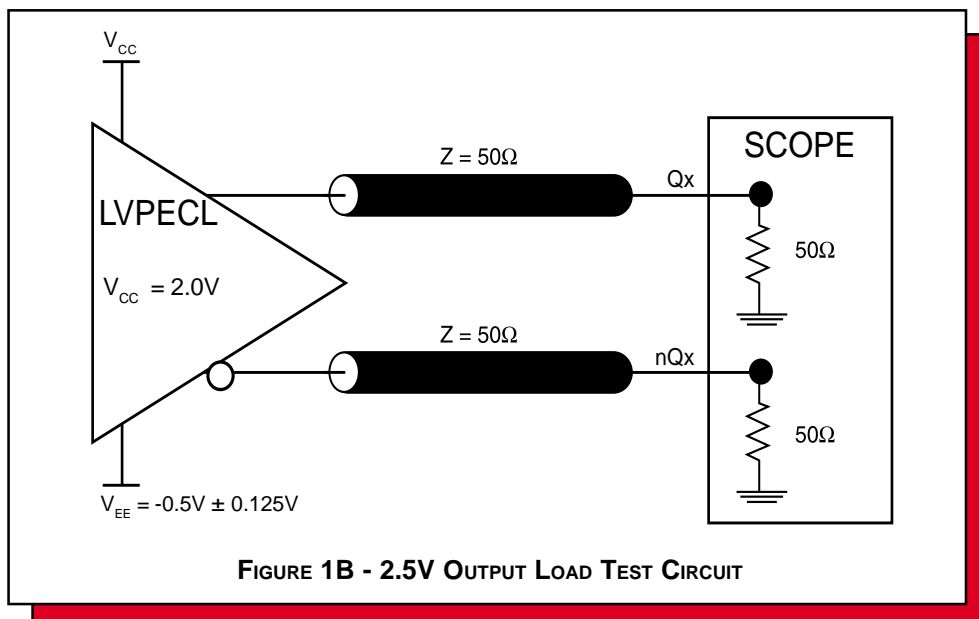 VCC
Z = 50Ω
SCOPE
Qx
LVPECL
50Ω
VCC = 2.0V
Z = 50Ω
nQx
50Ω
VEE = -0.5V ± 0.125V
FIGURE 1B - 2.5V OUTPUT LOAD TEST CIRCUIT